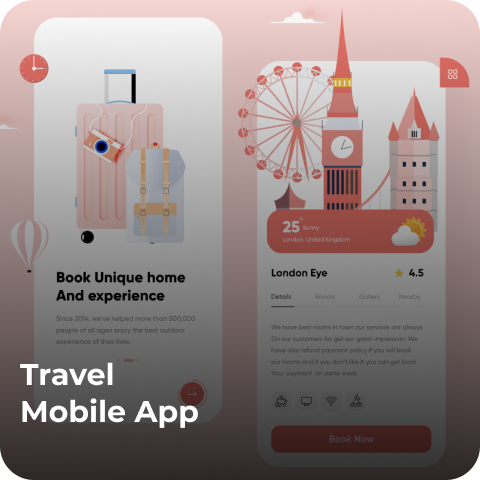 Book Unique home
And experience
Since 2014, we've helped more than 500,000
people of all ages enjoy the best outdoor
experience of their lives.
25°
Sunny
London, United Kingdom
London Eye
4.5
Details
Rooms
Gallery
Nearby
We have best rooms in town our services are always
On our customers for get our great impression. We
have also refund payment policy if you will book
our rooms and if you don't like it you can get back
Your payment on same week.
Book Now
Travel
Mobile App